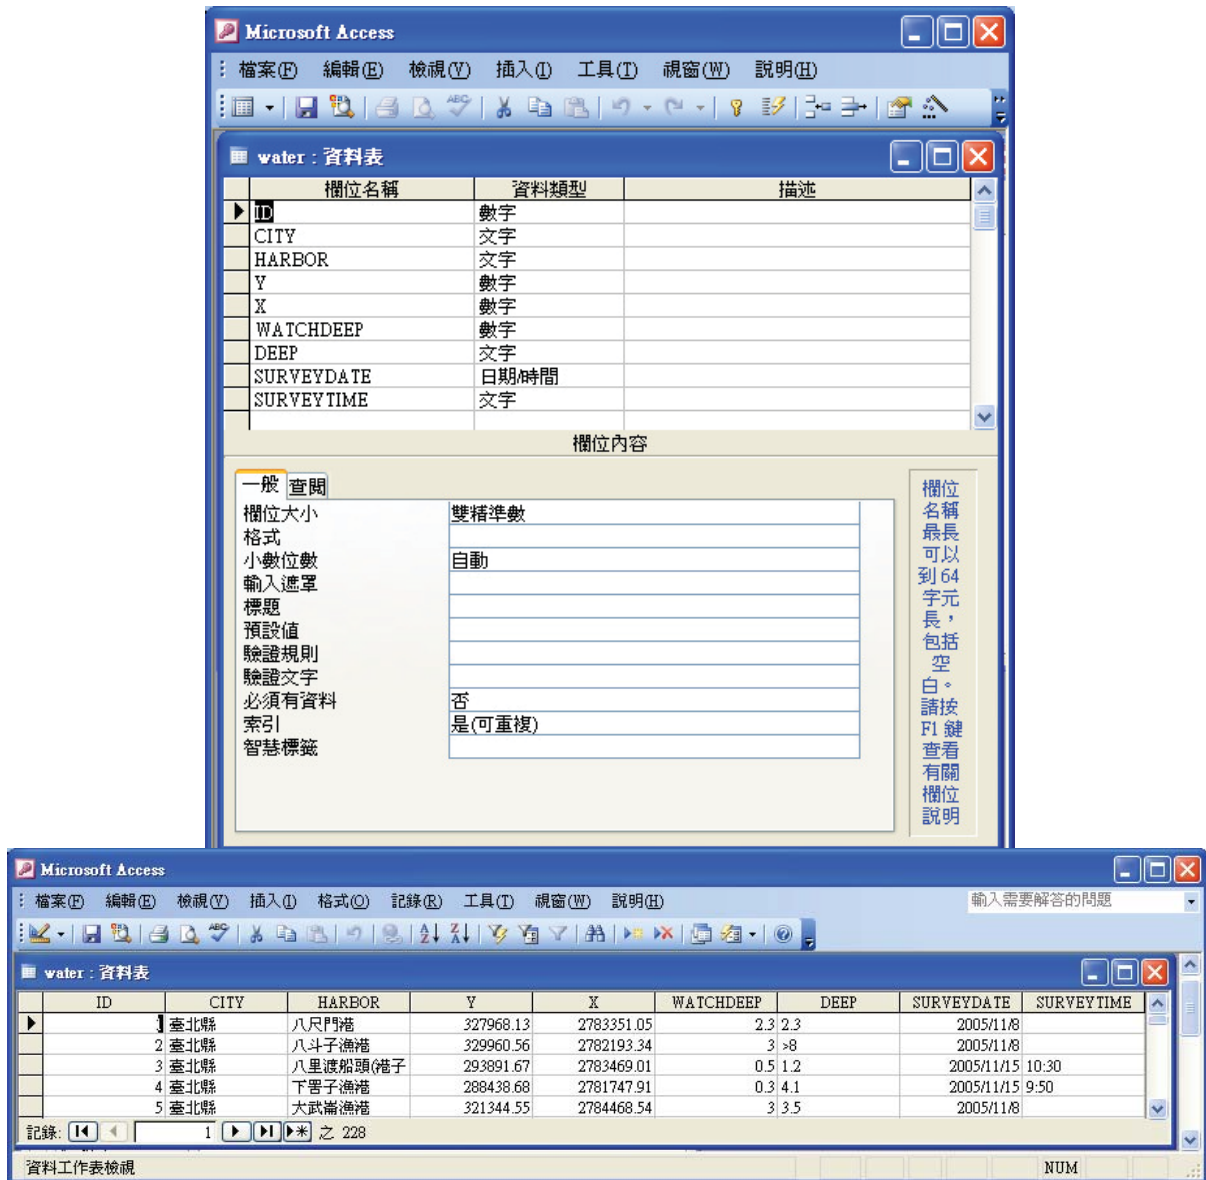 Microsoft Access
檔案(F) 編輯(E) 檢視(V) 插入(I) 工具(T) 視窗(W) 說明(H)
water : 資料表
欄位名稱 資料類型 描述
ID 數字
CITY 文字
HARBOR 文字
Y 數字
X 數字
WATCHDEEP 數字
DEEP 文字
SURVEYDATE 日期/時間
SURVEYTIME 文字
欄位內容
一般 查閱
欄位大小 雙精準數
格式
小數位數 自動
輸入遮罩
標題
預設值
驗證規則
驗證文字
必須有資料 否
索引 是(可重複)
智慧標籤
欄位
名稱
最長
可以
到 64
字元
長，
包括
空
白。
請按
F1 鍵
查看
有關
欄位
說明
Microsoft Access
檔案(F) 編輯(E) 檢視(V) 插入(I) 格式(O) 記錄(R) 工具(T) 視窗(W) 說明(H) 輸入需要解答的問題
water : 資料表
ID CITY HARBOR Y X WATCHDEEP DEEP SURVEYDATE SURVEYTIME
1 臺北縣 八尺門港 327968.13 2783351.05 2.3 2.3 2005/11/8
2 臺北縣 八斗子漁港 329960.56 2782193.34 3 >8 2005/11/8
3 臺北縣 八里渡船頭(港子 293891.67 2783469.01 0.5 1.2 2005/11/15 10:30
4 臺北縣 下罟子漁港 288438.68 2781747.91 0.3 4.1 2005/11/15 9:50
5 臺北縣 大武崙漁港 321344.55 2784468.54 3 3.5 2005/11/8
記錄: 1 之 228
資料工作表檢視 NUM